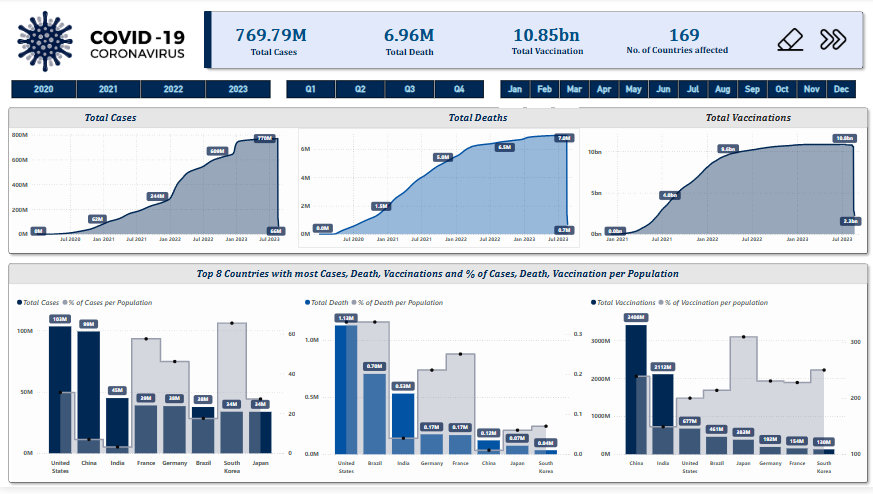 COVID -19
CORONAVIRUS
769.79M
Total Cases
6.96M
Total Death
10.85bn
Total Vaccination
169
No. of Countries affected
2020 2021 2022 2023
Q1 Q2 Q3 Q4
Jan Feb Mar Apr May Jun Jul Aug Sep Oct Nov Dec
Total Cases
800M
600M
400M
200M
0M
0M
62M
244M
609M
770M
66M
Jul 2020 Jan 2021 Jul 2021 Jan 2022 Jul 2022 Jan 2023 Jul 2023
Total Deaths
6M
4M
2M
0.0M
1.5M
5.0M
6.5M
7.0M
0.7M
Jul 2020 Jan 2021 Jul 2021 Jan 2022 Jul 2022 Jan 2023 Jul 2023
Total Vaccinations
10bn
5bn
0bn
0.0bn
4.0bn
9.6bn
10.8bn
2.3bn
Jan 2021 Jul 2021 Jan 2022 Jul 2022 Jan 2023 Jul 2023
Top 8 Countries with most Cases, Death, Vaccinations and % of Cases, Death, Vaccination per Population
Total Cases % of Cases per Population
100M
50M
0M
103M
99M
45M
39M
38M
38M
34M
34M
60
40
20
0
United States China India France Germany Brazil South Korea Japan
Total Death % of Death per Population
1.0M
0.5M
0.0M
1.13M
0.70M
0.53M
0.17M
0.17M
0.12M
0.07M
0.04M
0.3
0.2
0.1
0.0
United States Brazil India Germany France China Japan South Korea
Total Vaccinations % of Vaccination per population
3000M
2000M
1000M
0M
2113M
677M
461M
383M
192M
154M
130M
300
200
100
China India United States Brazil Japan Germany France South Korea